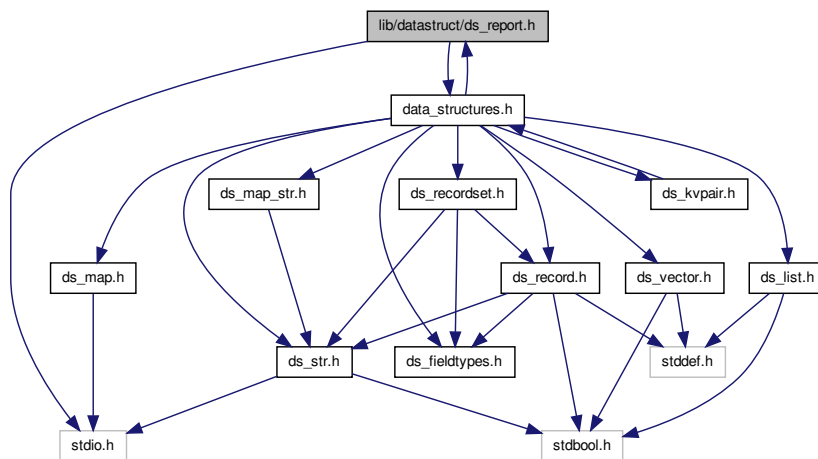 lib/datastruct/ds_report.h
data_structures.h
ds_map_str.h
ds_recordset.h
ds_kvpair.h
ds_map.h
ds_record.h
ds_vector.h
ds_list.h
ds_str.h
ds_fieldtypes.h
stddef.h
stdio.h
stdbool.h